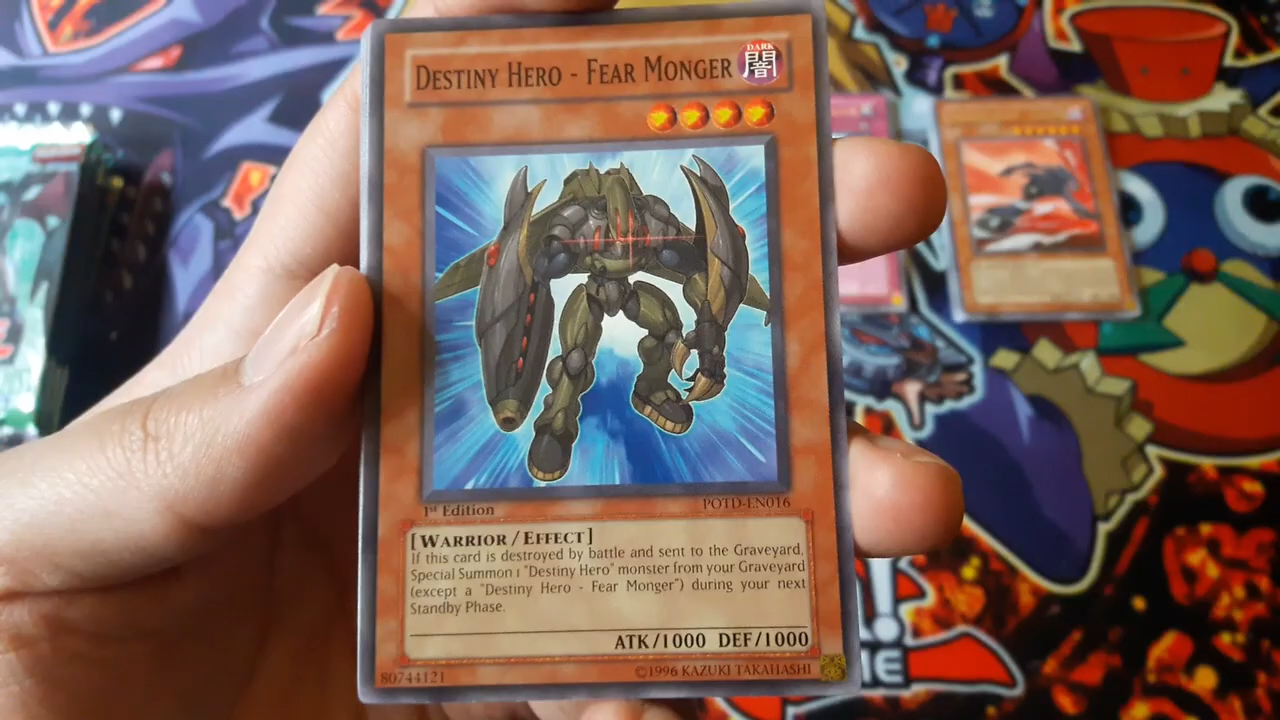 DESTINY HERO - FEAR MONGER
DARK
闇
1st Edition
POTD-EN016
[WARRIOR / EFFECT]
If this card is destroyed by battle and sent to the Graveyard,
Special Summon 1 "Destiny Hero" monster from your Graveyard
(except a "Destiny Hero - Fear Monger") during your next
Standby Phase.
ATK/1000 DEF/1000
80744121
©1996 KAZUKI TAKAHASHI